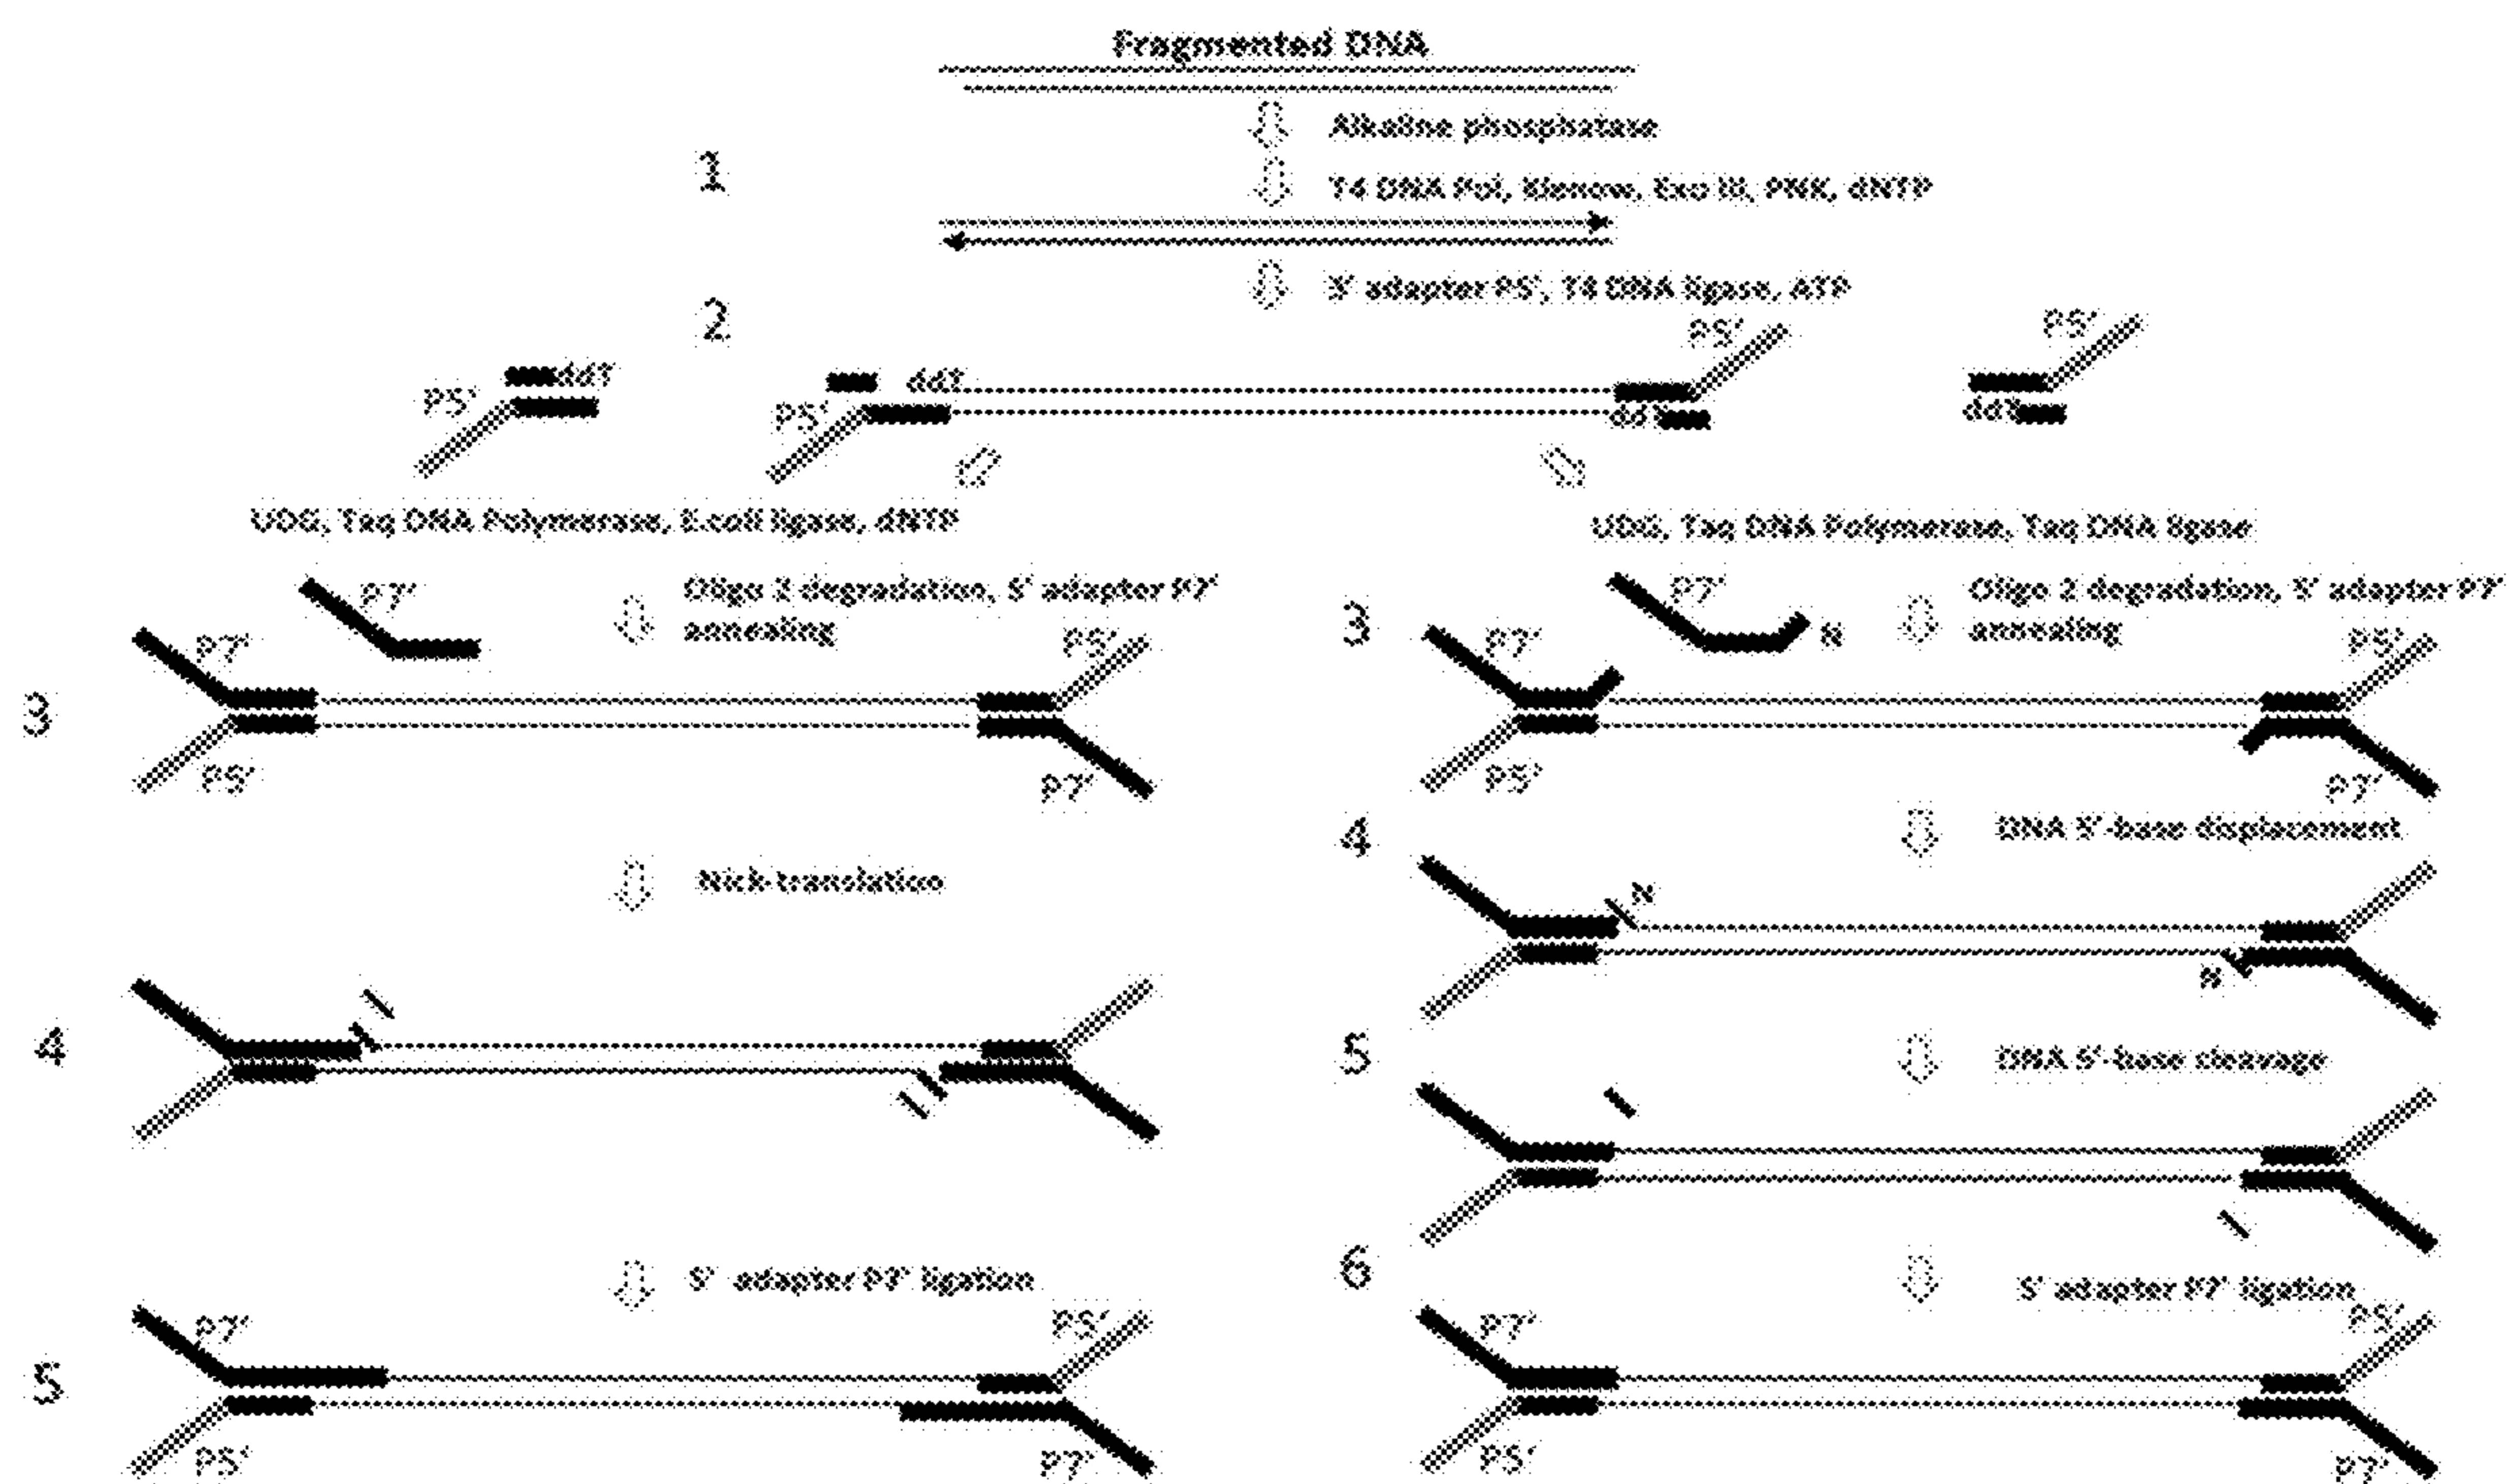 Fragmented DNA
Alkaline phosphatase
1
T4 DNA Pol, Klenow, Exo III, PNK, dNTP
3' adapter P5', T4 DNA ligase, ATP
2
P5'
P5'
ddT
ddT
P5'
P5'
ddT
ddT
UDG, Taq DNA Polymerase, E.coli ligase, dNTP
UDG, Taq DNA Polymerase, Taq DNA ligase
P7'
Oligo 2 degradation, 5' adapter P7'
annealing
P7'
P5'
3
P5'
P7'
3
P7'
N
Oligo 2 degradation, 5' adapter P7'
annealing
P7'
P5'
P5'
P7'
4
DNA 5'-base displacement
Nick translation
N
N
4
5
DNA 5'-base cleavage
6
5' adapter P7' ligation
5' adapter P7' ligation
P7'
P5'
5
P5'
P7'
P7'
P5'
P5'
P7'